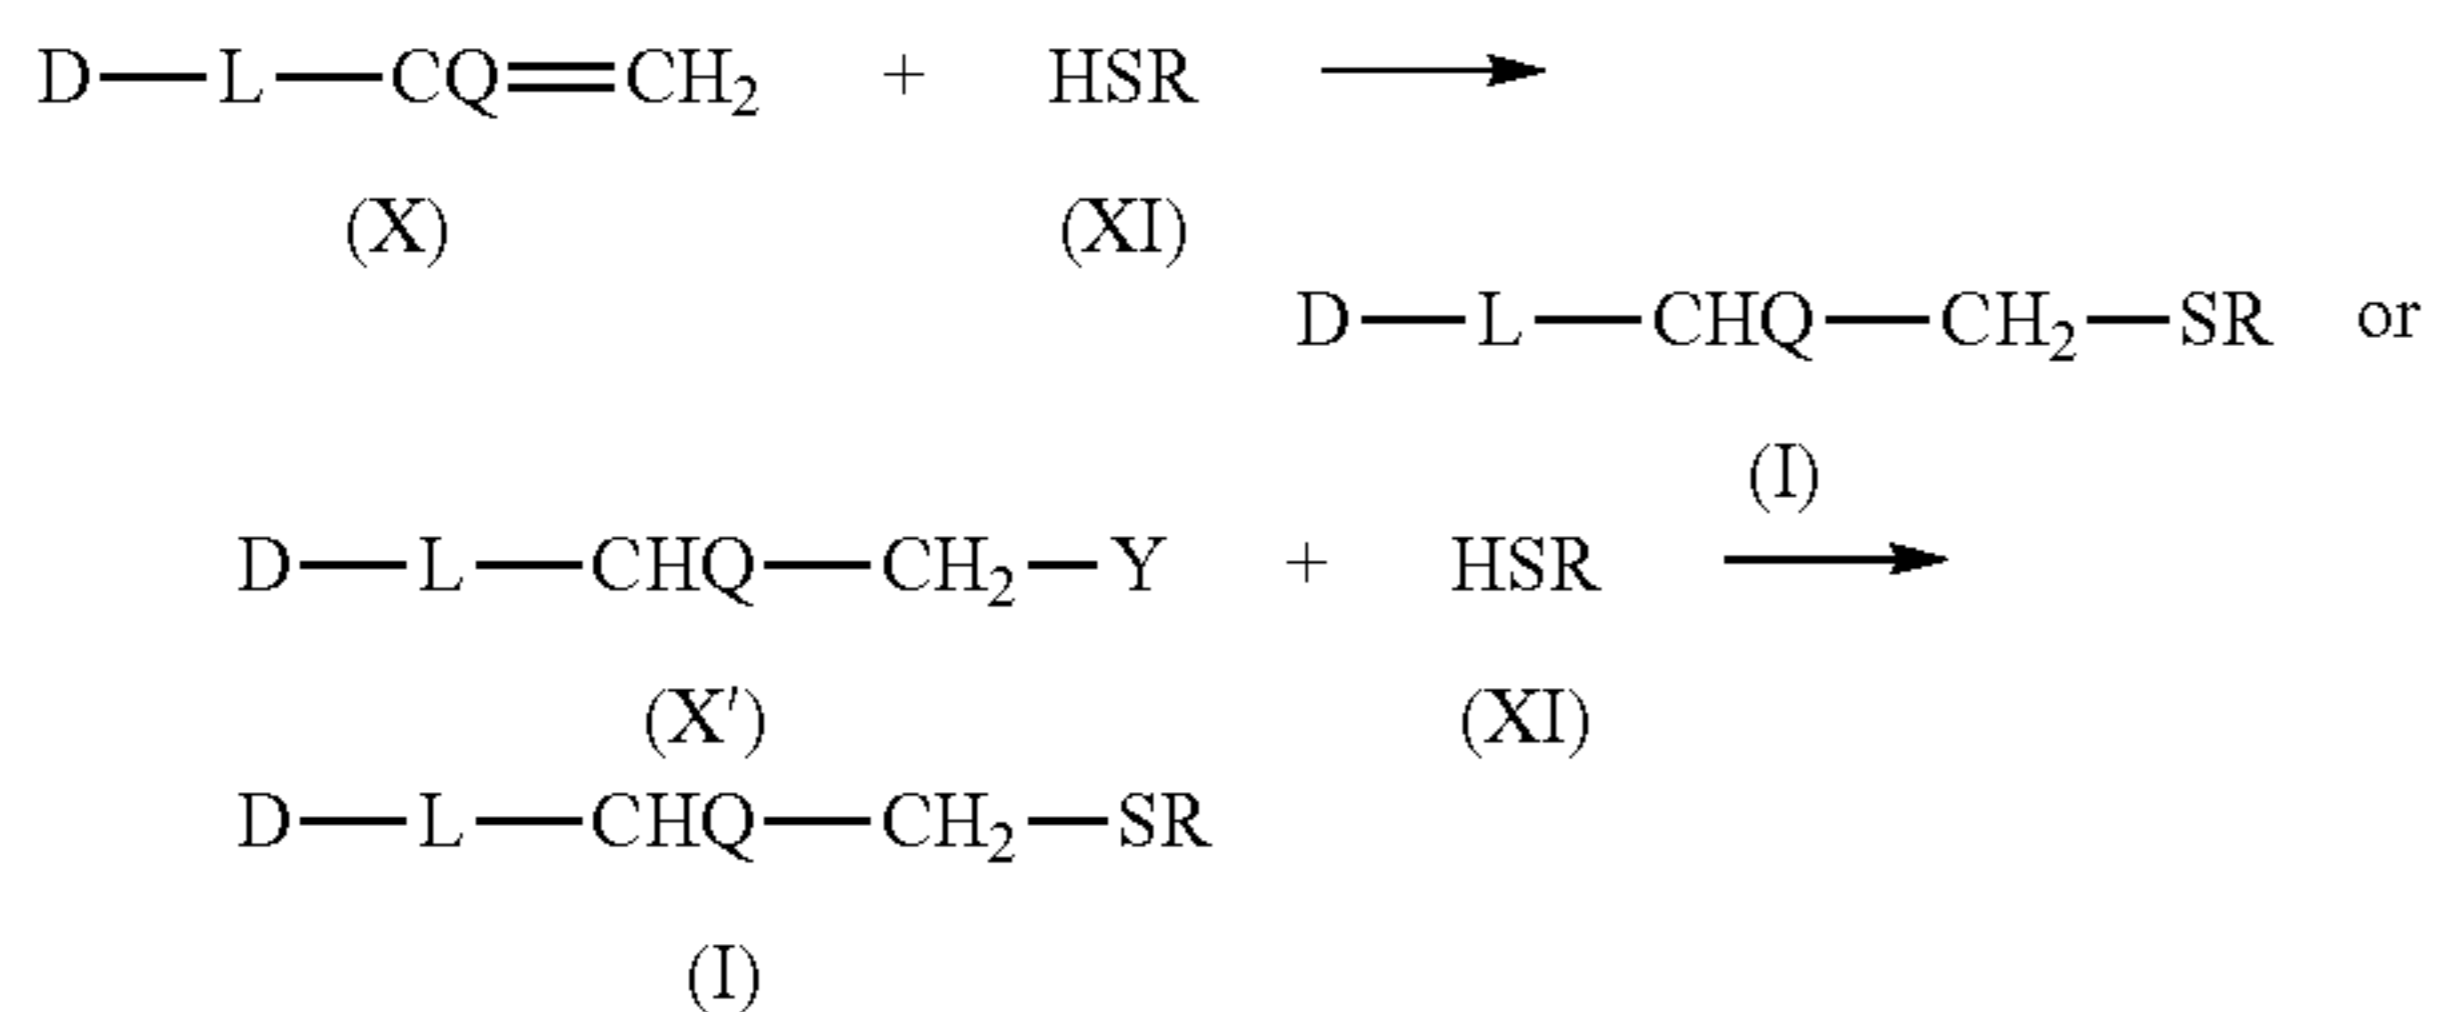 D—L—CQ=CH₂ + HSR →
(X) (XI)
D—L—CHQ—CH₂—SR or
(I)
D—L—CHQ—CH₂—Y + HSR →
(X′) (XI)
D—L—CHQ—CH₂—SR
(I)